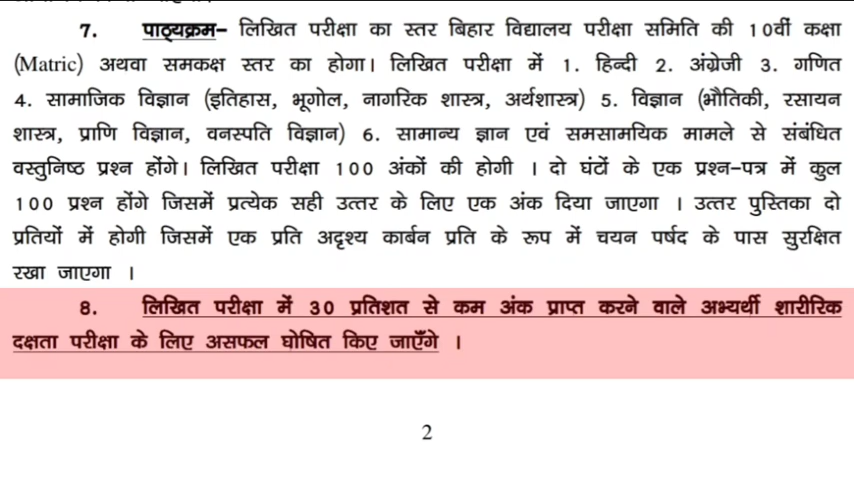 7. पाठ्यक्रम– लिखित परीक्षा का स्तर बिहार विद्यालय परीक्षा समिति की 10वीं कक्षा
(Matric) अथवा समकक्ष स्तर का होगा। लिखित परीक्षा में 1. हिन्दी 2. अंग्रेजी 3. गणित
4. सामाजिक विज्ञान (इतिहास, भूगोल, नागरिक शास्त्र, अर्थशास्त्र) 5. विज्ञान (भौतिकी, रसायन
शास्त्र, प्राणि विज्ञान, वनस्पति विज्ञान) 6. सामान्य ज्ञान एवं समसामयिक मामले से संबंधित
वस्तुनिष्ठ प्रश्न होंगे। लिखित परीक्षा 100 अंकों की होगी । दो घंटों के एक प्रश्न–पत्र में कुल
100 प्रश्न होंगे जिसमें प्रत्येक सही उत्तर के लिए एक अंक दिया जाएगा । उत्तर पुस्तिका दो
प्रतियों में होगी जिसमें एक प्रति अदृश्य कार्बन प्रति के रूप में चयन पर्षद के पास सुरक्षित
रखा जाएगा ।
8. लिखित परीक्षा में 30 प्रतिशत से कम अंक प्राप्त करने वाले अभ्यर्थी शारीरिक
दक्षता परीक्षा के लिए असफल घोषित किए जाएँगे ।
2